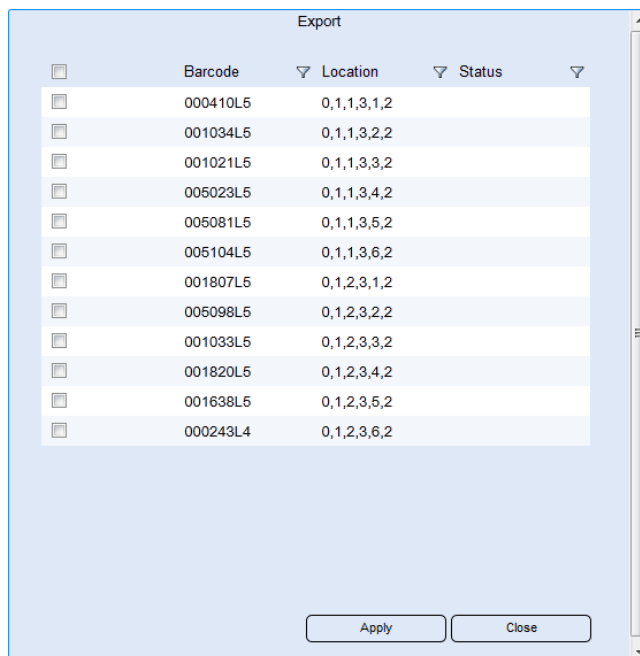 Export
Barcode Location Status
000410L5 0,1,1,3,1,2
001034L5 0,1,1,3,2,2
001021L5 0,1,1,3,3,2
005023L5 0,1,1,3,4,2
005081L5 0,1,1,3,5,2
005104L5 0,1,1,3,6,2
001807L5 0,1,2,3,1,2
005098L5 0,1,2,3,2,2
001033L5 0,1,2,3,3,2
001820L5 0,1,2,3,4,2
001638L5 0,1,2,3,5,2
000243L4 0,1,2,3,6,2
Apply Close